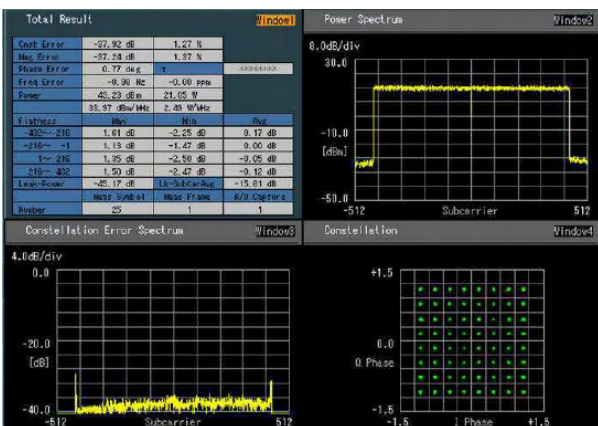 Total Result Window1
Cnst Error -37.92 dB 1.27 %
Mag Error -37.24 dB 1.37 %
Phase Error 0.77 deg τ ********
Freq Error -0.98 Hz -0.00 ppm
Power 43.23 dBm 21.05 W
33.97 dBm/MHz 2.49 W/MHz
Flatness Max Min Avg
-432~-216 1.61 dB -2.25 dB 0.17 dB
-216~ -1 1.13 dB -1.47 dB 0.00 dB
1~ 216 1.35 dB -2.50 dB -0.05 dB
216~ 432 1.50 dB -2.47 dB -0.12 dB
Leak-Power -45.17 dB Lk-SubCarAvg -15.81 dB
Meas Symbol Meas Frame A/D Capture
Number 25 1 1
Power Spectrum Window2
8.0dB/div
30.0
-10.0
[dBm]
-50.0
-512 Subcarrier 512
Constellation Error Spectrum Window3
4.0dB/div
0.0
-20.0
[dB]
-40.0
-512 Subcarrier 512
Constellation Window4
+1.5
0.0
Q Phase
-1.5
-1.5 I Phase +1.5